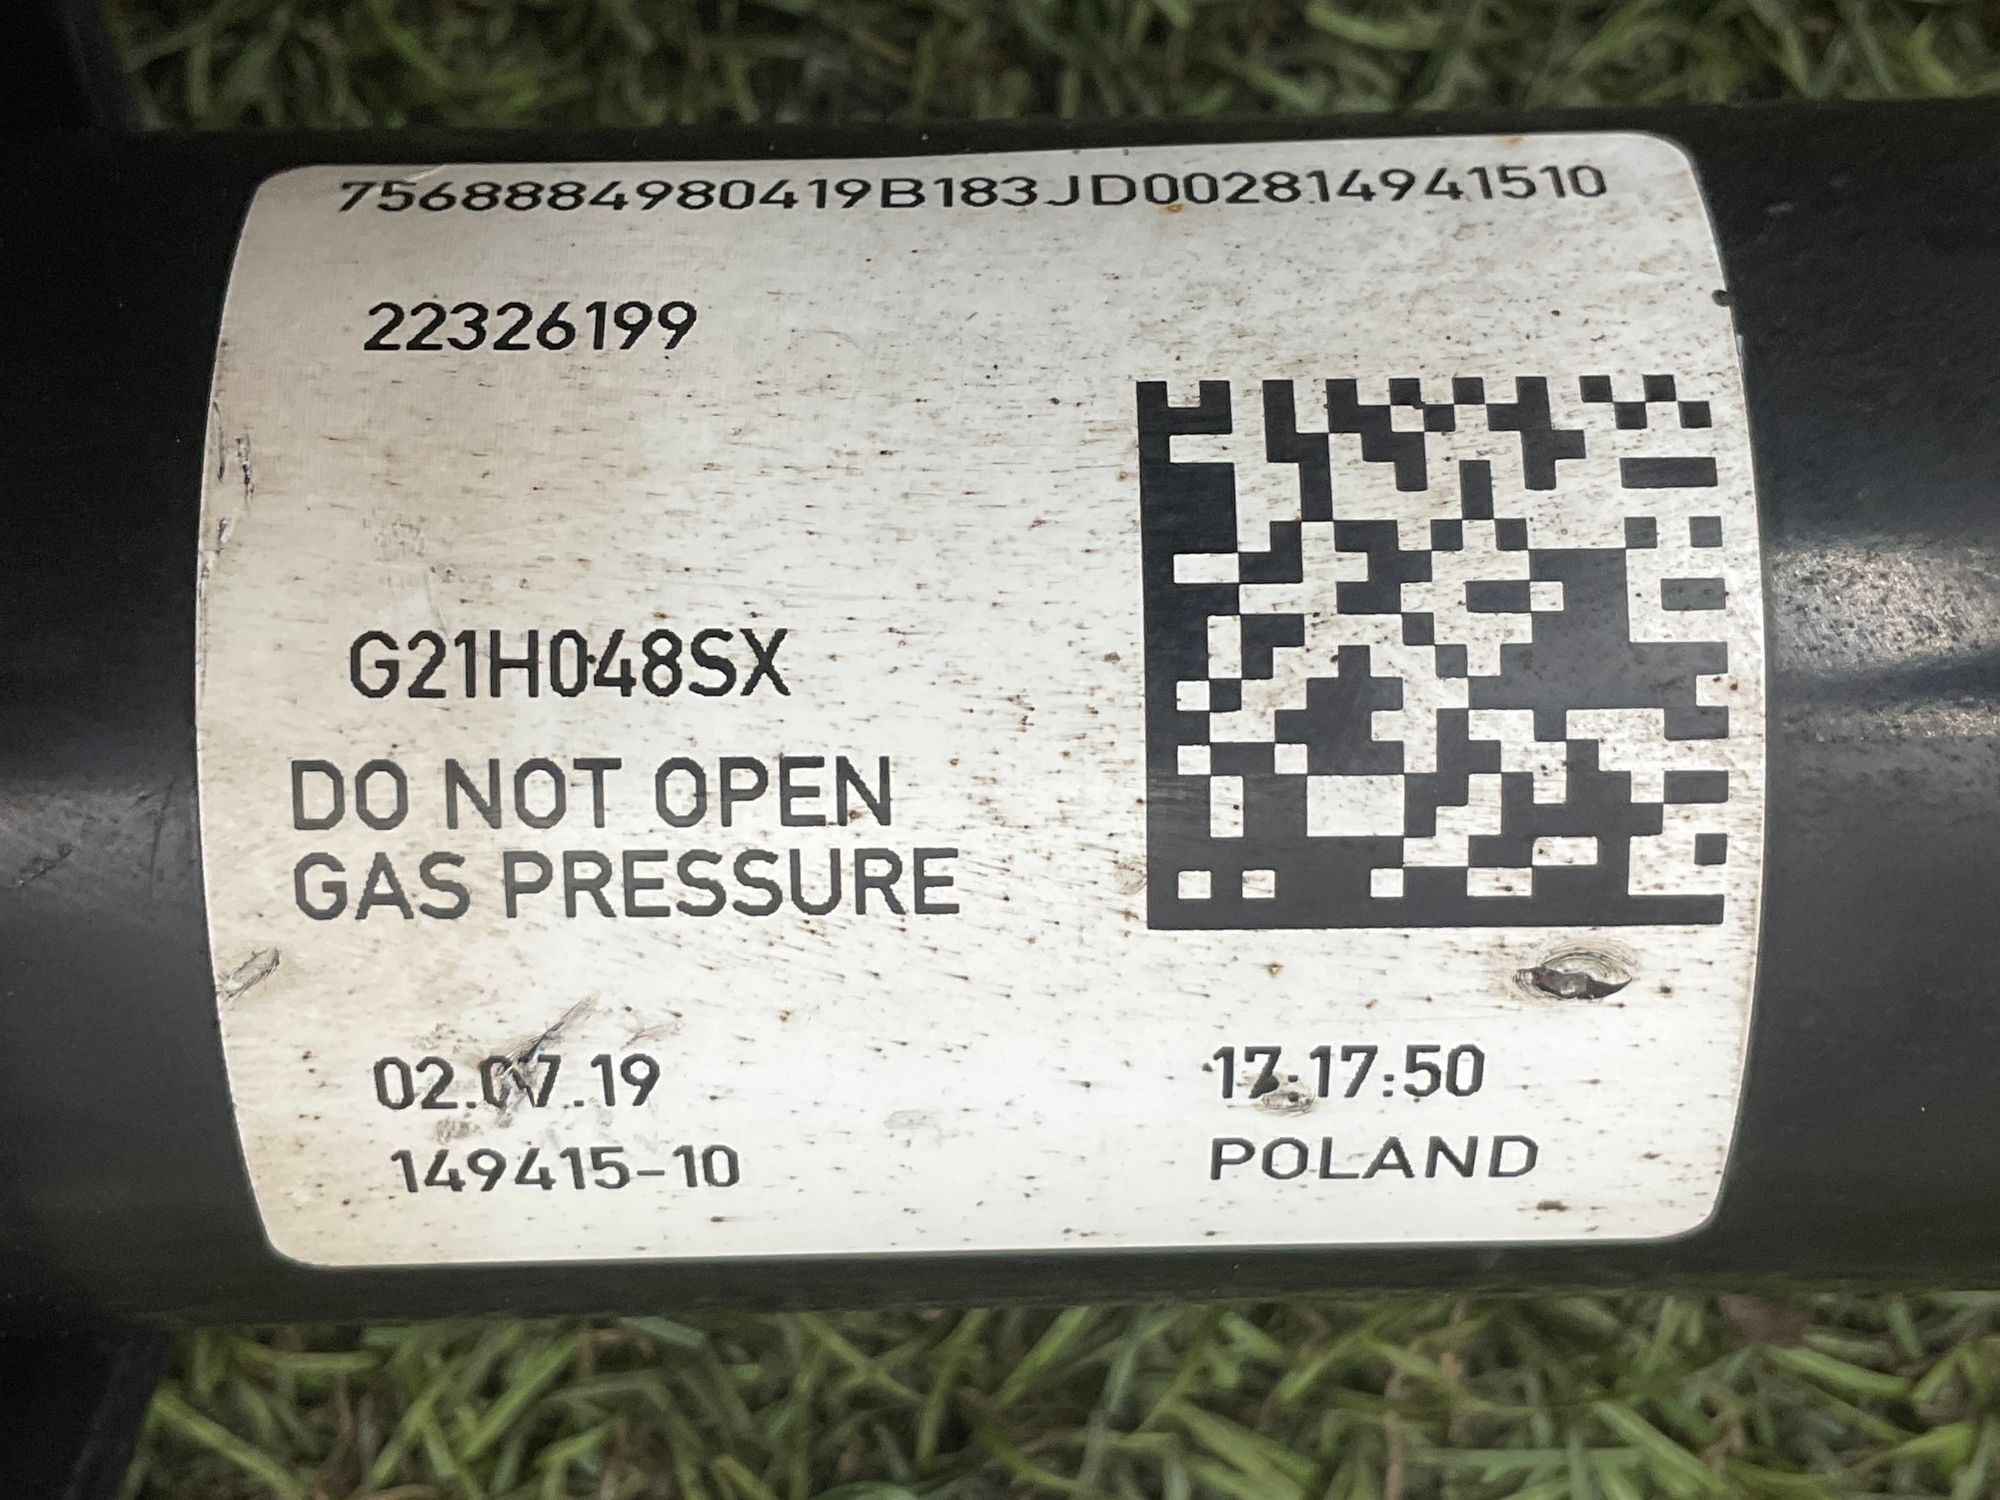 7568884980419B183JD002814941510
22326199
G21H048SX
DO NOT OPEN
GAS PRESSURE
02.07.19
17:17:50
149415-10
POLAND